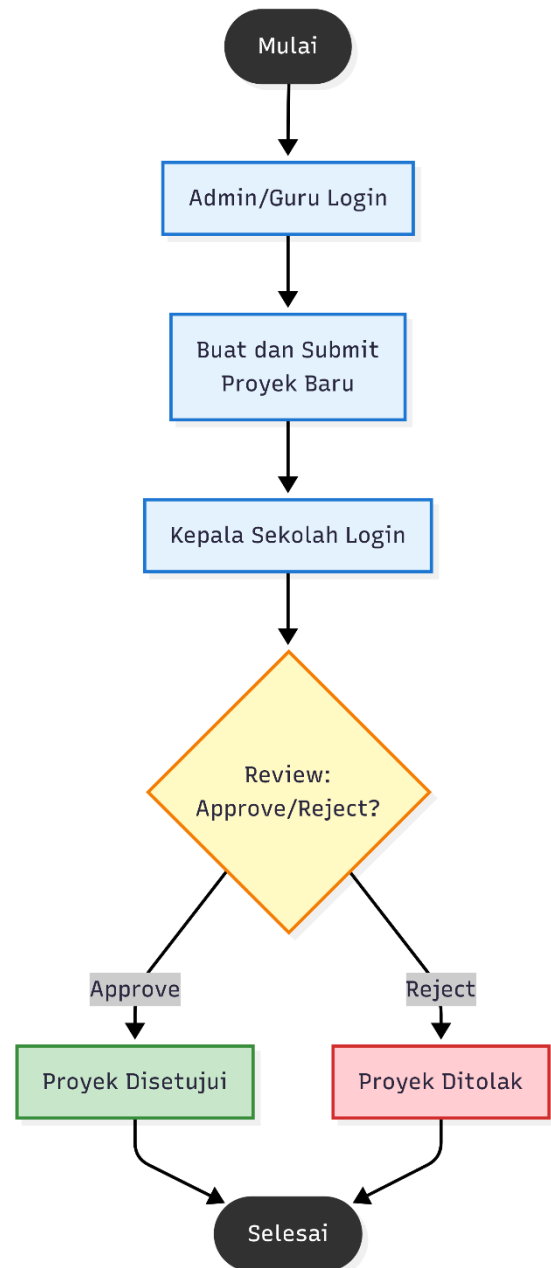 Mulai
Admin/Guru Login
Buat dan Submit
Proyek Baru
Kepala Sekolah Login
Review:
Approve/Reject?
Approve
Reject
Proyek Disetujui
Proyek Ditolak
Selesai